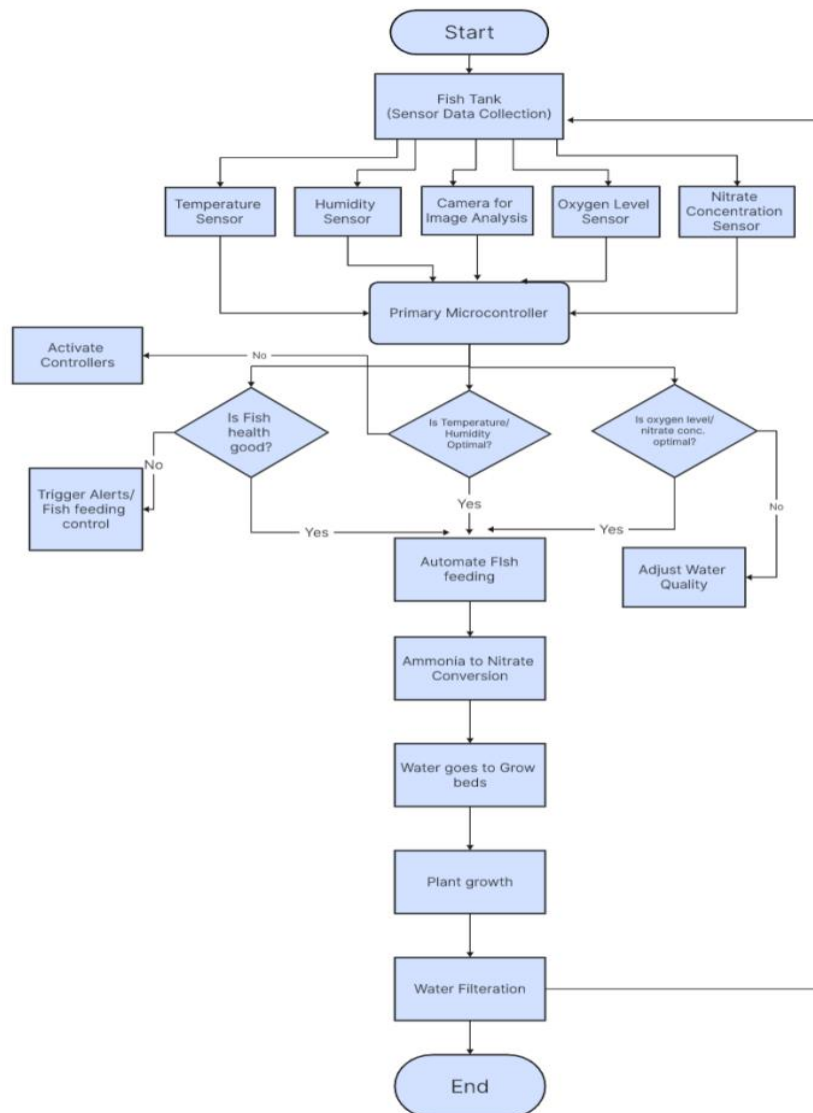 Start
Fish Tank
(Sensor Data Collection)
Temperature
Sensor
Humidity
Sensor
Camera for
Image Analysis
Oxygen Level
Sensor
Nitrate
Concentration
Sensor
Primary Microcontroller
Activate
Controllers
No
Is Fish
health
good?
Is Temperature/
Humidity
Optimal?
Is oxygen level/
nitrate conc.
optimal?
No
Trigger Alerts/
Fish feeding
control
Yes
Yes
Yes
No
Automate FIsh
feeding
Adjust Water
Quality
Ammonia to Nitrate
Conversion
Water goes to Grow
beds
Plant growth
Water Filteration
End